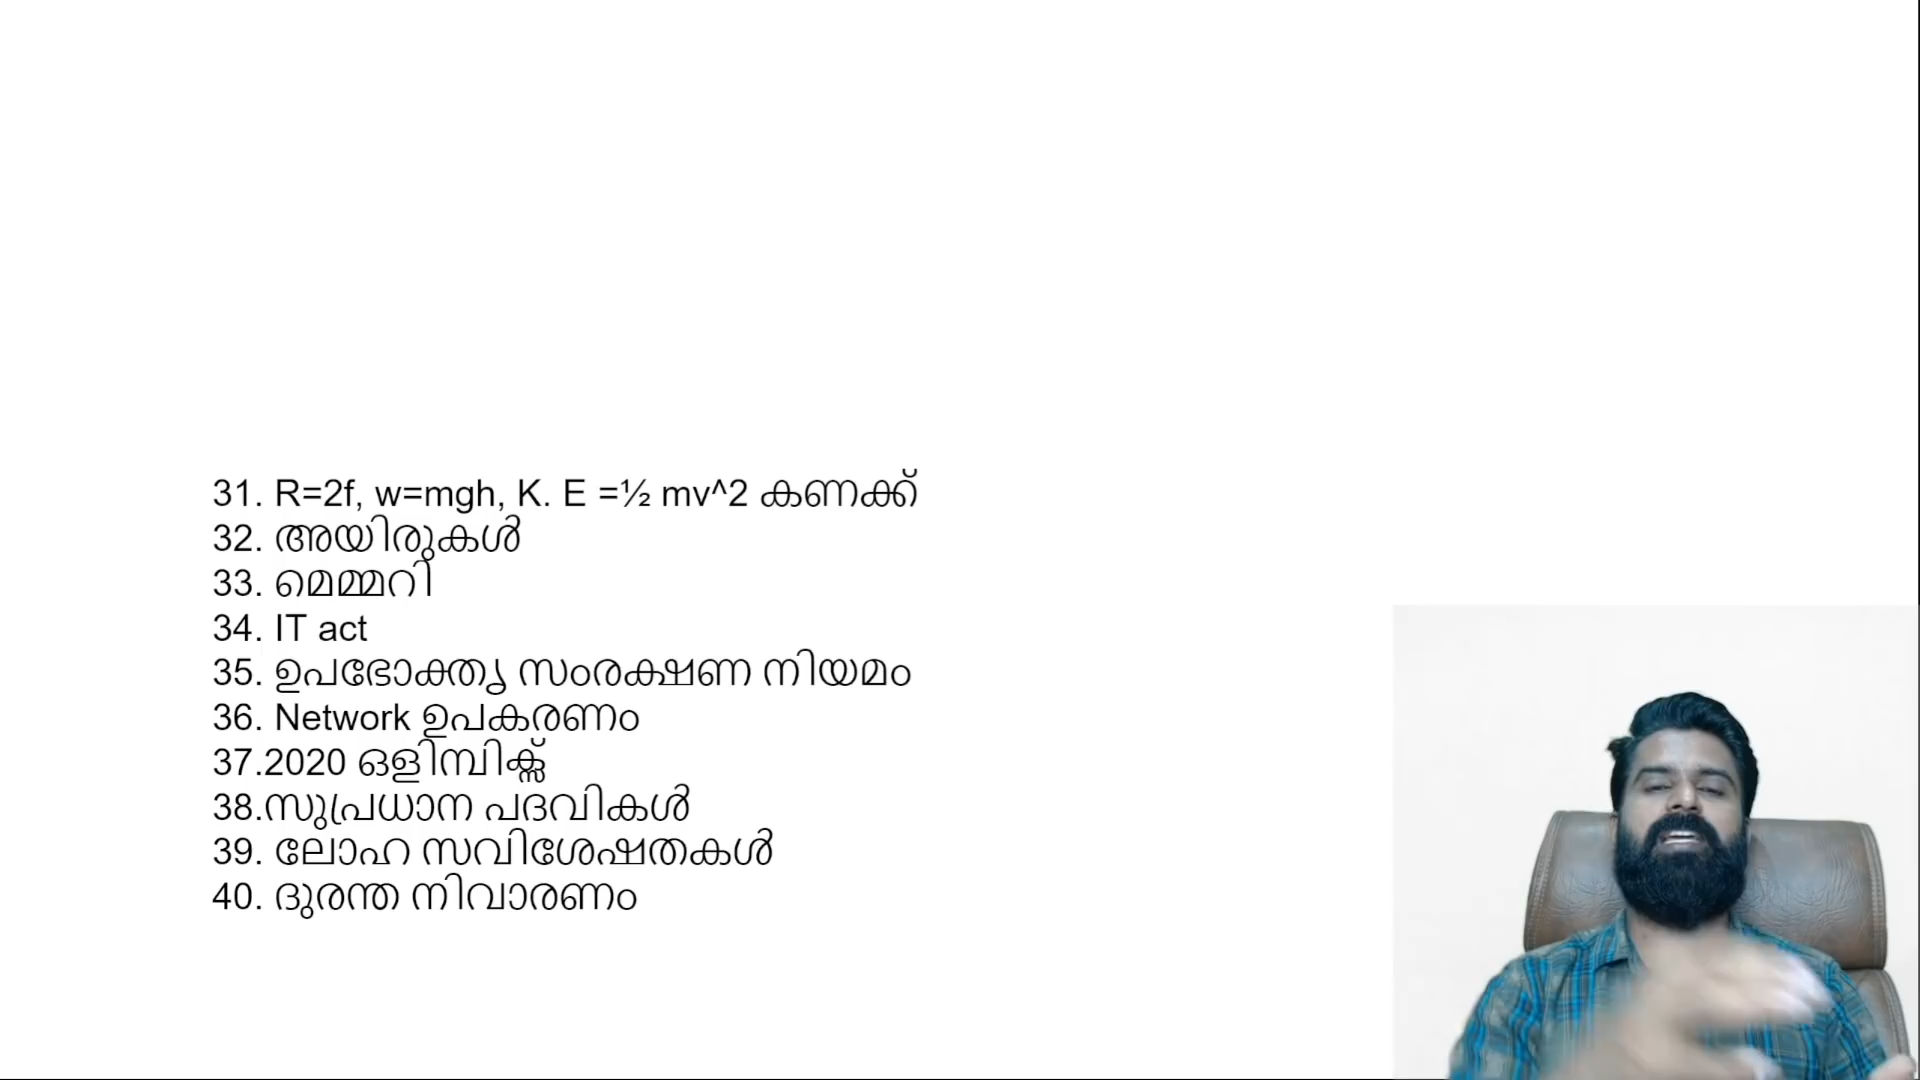 31. R=2f, w=mgh, K. E =½ mv^2 കണക്ക്
32. അയിരുകൾ
33. മെമ്മറി
34. IT act
35. ഉപഭോക്തൃ സംരക്ഷണ നിയമം
36. Network ഉപകരണം
37.2020 ഒളിമ്പിക്സ്
38.സുപ്രധാന പദവികൾ
39. ലോഹ സവിശേഷതകൾ
40. ദുരന്ത നിവാരണം